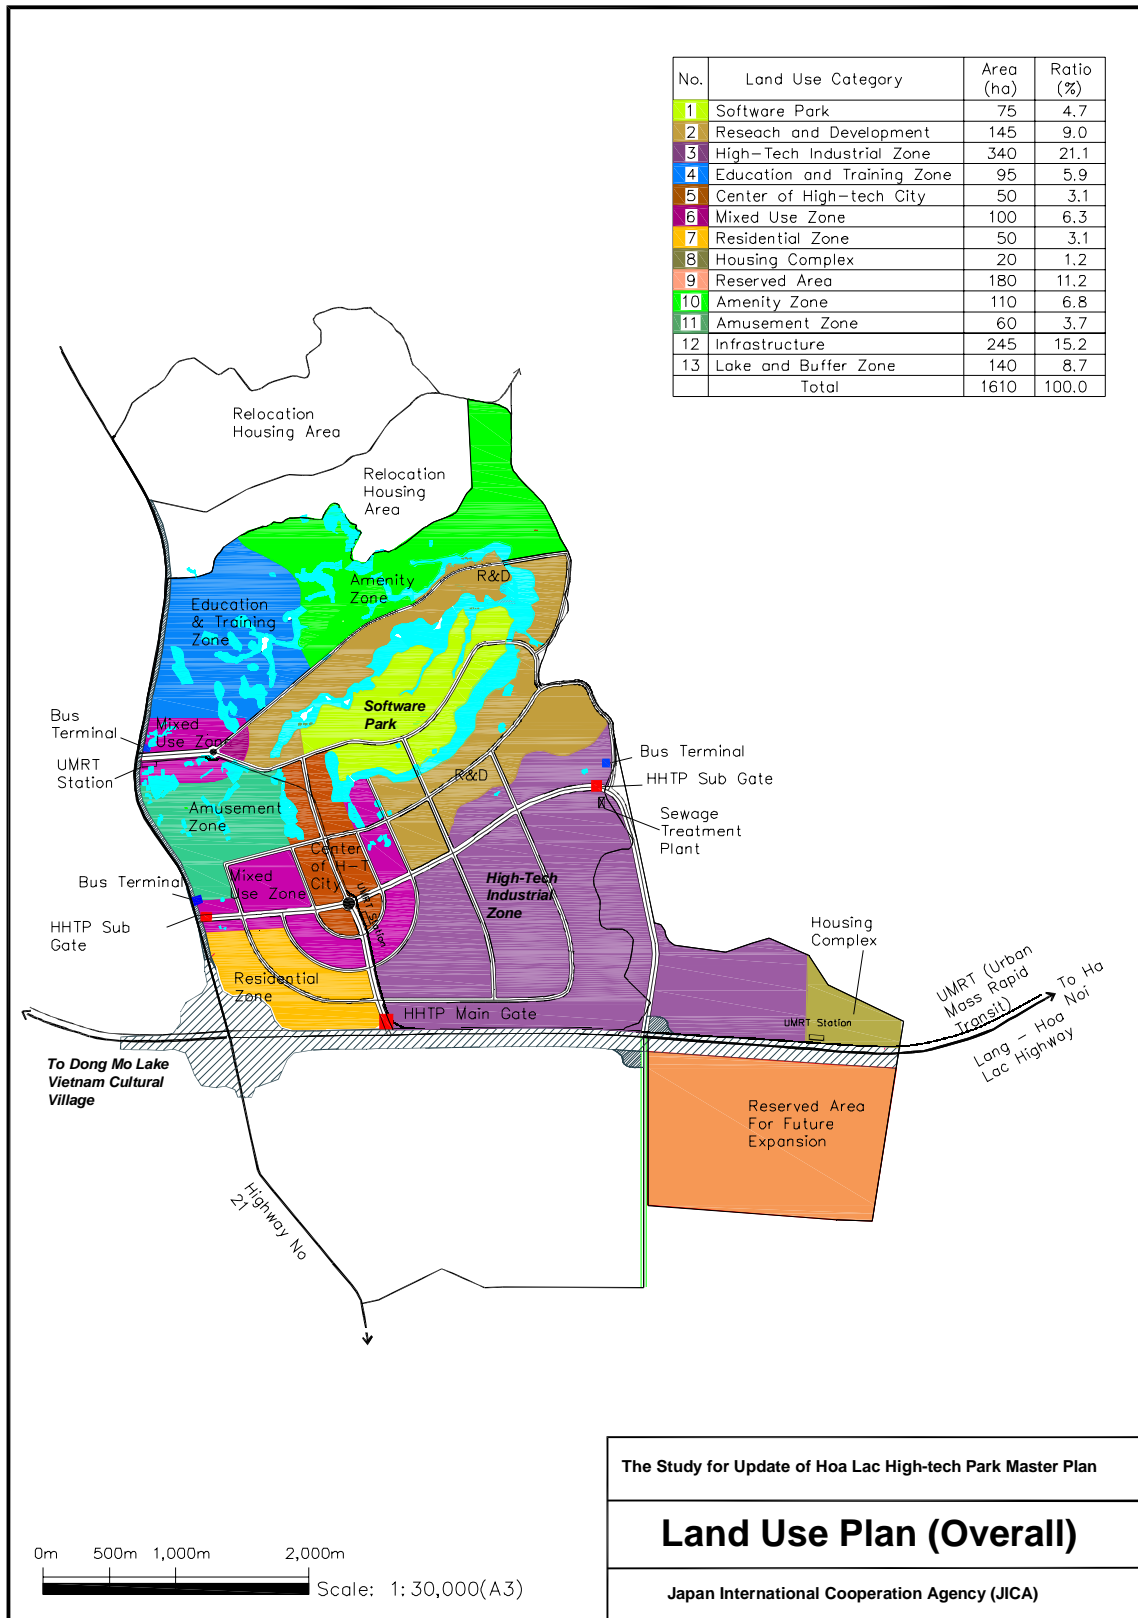 No. Land Use Category Area (ha) Ratio (%)
1 Software Park 75 4.7
2 Reseach and Development 145 9.0
3 High-Tech Industrial Zone 340 21.1
4 Education and Training Zone 95 5.9
5 Center of High-tech City 50 3.1
6 Mixed Use Zone 100 6.3
7 Residential Zone 50 3.1
8 Housing Complex 20 1.2
9 Reserved Area 180 11.2
10 Amenity Zone 110 6.8
11 Amusement Zone 60 3.7
12 Infrastructure 245 15.2
13 Lake and Buffer Zone 140 8.7
Total 1610 100.0
Relocation
Housing Area
Relocation
Housing
Area
R&D
Amenity
Zone
Education
& Training
Zone
Software
Park
Bus
Terminal
Mixed
Use Zone
UMRT
Station
Bus Terminal
HHTP Sub Gate
R&D
Sewage
Treatment
Plant
Amusement
Zone
Center
of H-T
City
Mixed
Use Zone
UMRT Station
High-Tech
Industrial
Zone
Bus Terminal
HHTP Sub
Gate
Housing
Complex
Residential
Zone
HHTP Main Gate
UMRT Station
UMRT (Urban
Mass Rapid
Transit)
To Ha
Noi
Lang - Hoa
Lac Highway
To Dong Mo Lake
Vietnam Cultural
Village
Reserved Area
For Future
Expansion
Highway No
21
The Study for Update of Hoa Lac High-tech Park Master Plan
Land Use Plan (Overall)
Japan International Cooperation Agency (JICA)
0m 500m 1,000m 2,000m
Scale: 1:30,000(A3)